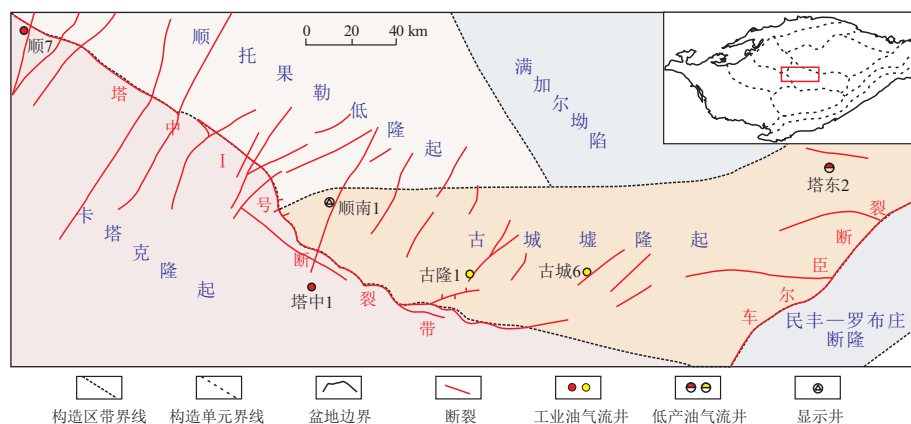 0 20 40 km
顺7
顺托果勒低隆起
满加尔坳陷
塔中Ⅰ号断裂带
卡塔克隆起
顺南1
塔东2
古城墟隆起
古隆1
古城6
塔中1
车尔臣断裂
民丰—罗布庄
断隆
构造区带界线
构造单元界线
盆地边界
断裂
工业油气流井
低产油气流井
显示井